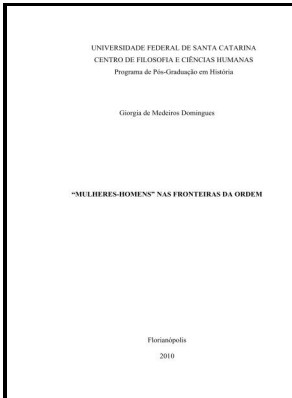 UNIVERSIDADE FEDERAL DE SANTA CATARINA
CENTRO DE FILOSOFIA E CIÊNCIAS HUMANAS
Programa de Pós-Graduação em História
Giorgia de Medeiros Domingues
“MULHERES-HOMENS” NAS FRONTEIRAS DA ORDEM
Florianópolis
2010